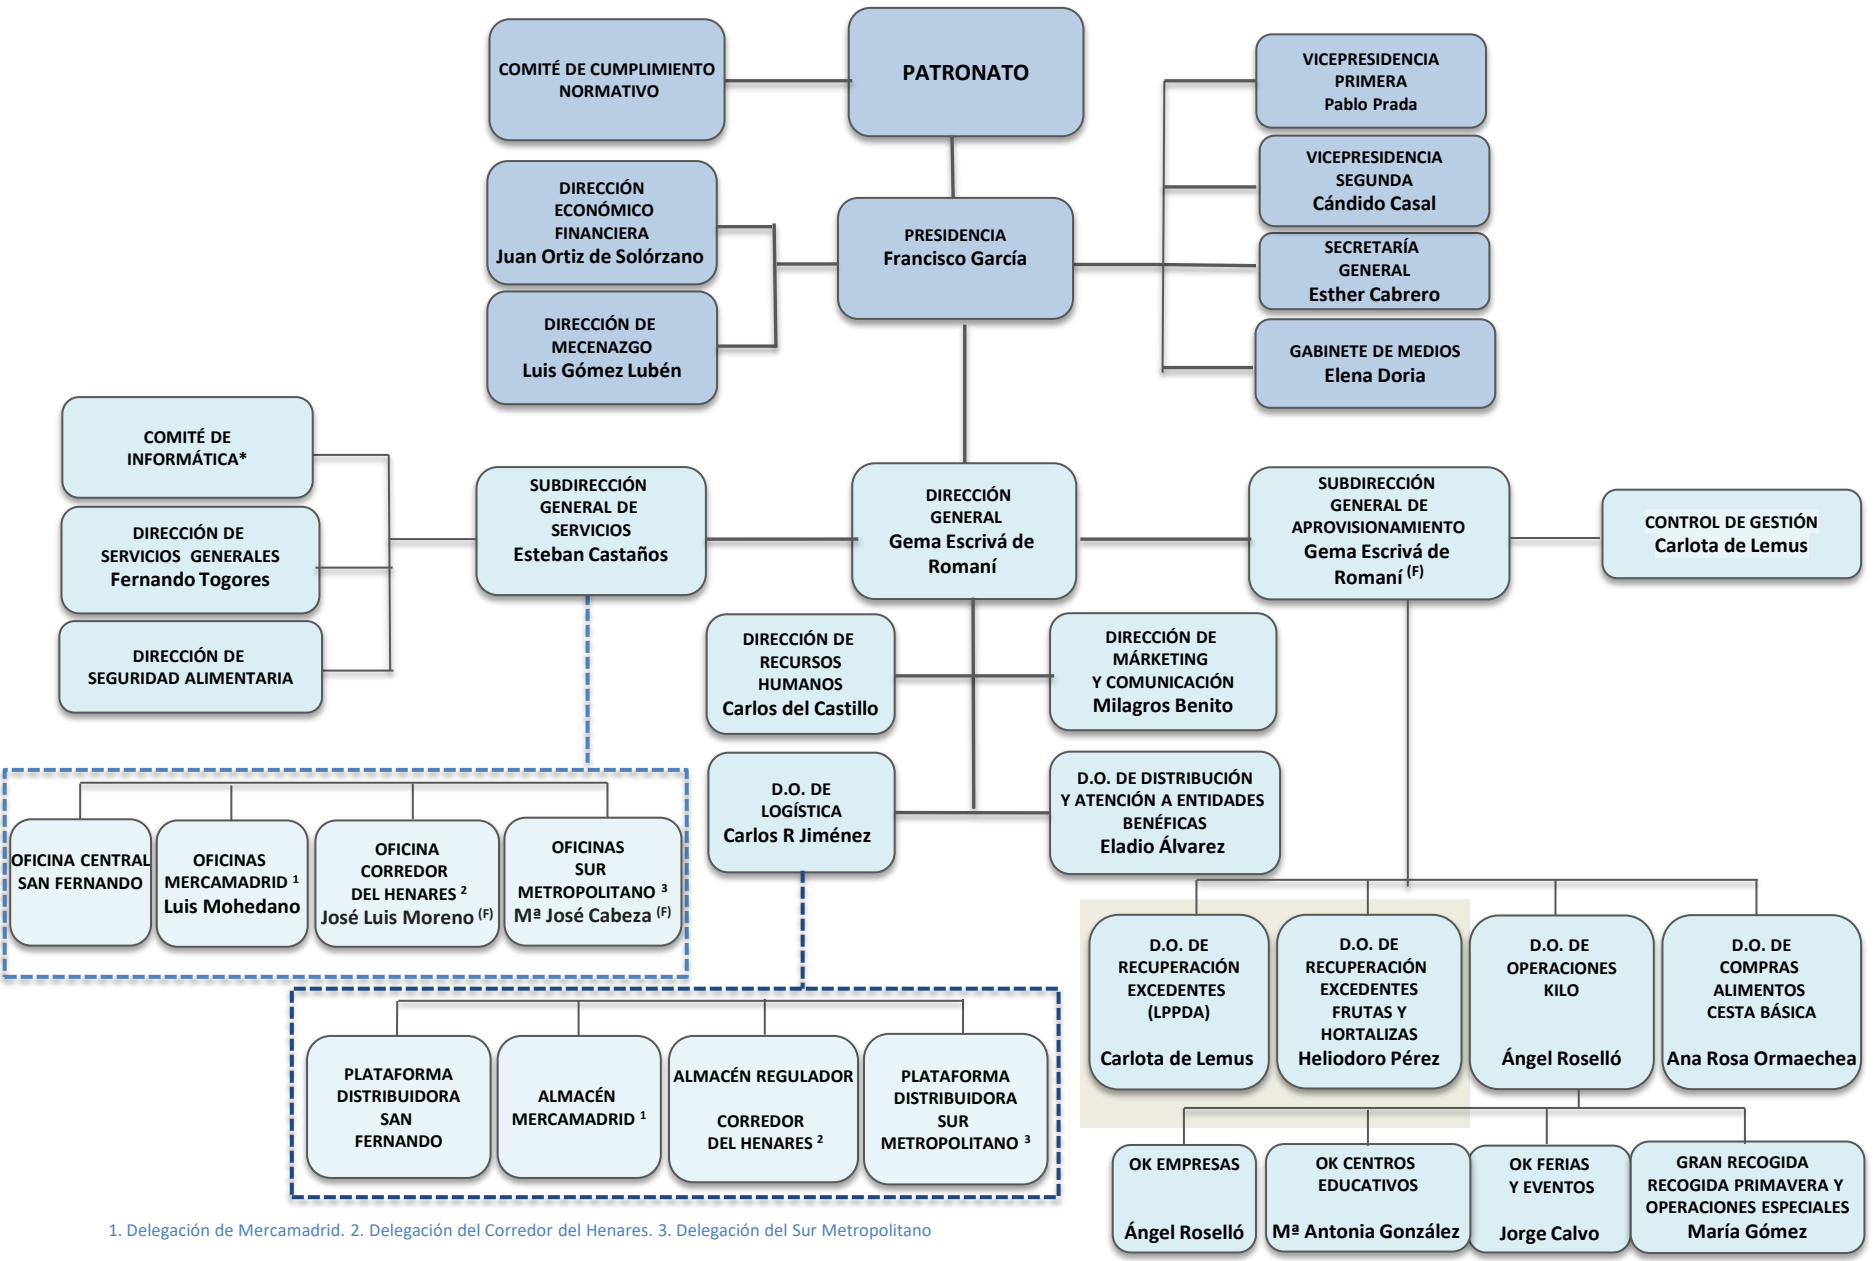 COMITÉ DE CUMPLIMIENTO
NORMATIVO
PATRONATO
VICEPRESIDENCIA
PRIMERA
Pablo Prada
VICEPRESIDENCIA
SEGUNDA
Cándido Casal
DIRECCIÓN
ECONÓMICO
FINANCIERA
Juan Ortiz de Solórzano
PRESIDENCIA
Francisco García
SECRETARÍA
GENERAL
Esther Cabrero
DIRECCIÓN DE
MECENAZGO
Luis Gómez Lubén
GABINETE DE MEDIOS
Elena Doria
COMITÉ DE
INFORMÁTICA*
DIRECCIÓN DE
SERVICIOS GENERALES
Fernando Togores
DIRECCIÓN DE
SEGURIDAD ALIMENTARIA
SUBDIRECCIÓN
GENERAL DE
SERVICIOS
Esteban Castaños
DIRECCIÓN
GENERAL
Gema Escrivá de
Romaní
SUBDIRECCIÓN
GENERAL DE
APROVISIONAMIENTO
Gema Escrivá de
Romaní (F)
CONTROL DE GESTIÓN
Carlota de Lemus
DIRECCIÓN DE
RECURSOS
HUMANOS
Carlos del Castillo
DIRECCIÓN DE
MÁRKETING
Y COMUNICACIÓN
Milagros Benito
D.O. DE
LOGÍSTICA
Carlos R Jiménez
D.O. DE DISTRIBUCIÓN
Y ATENCIÓN A ENTIDADES
BENÉFICAS
Eladio Álvarez
OFICINA CENTRAL
SAN FERNANDO
OFICINAS
MERCAMADRID 1
Luis Mohedano
OFICINA
CORREDOR
DEL HENARES 2
José Luis Moreno (F)
OFICINAS
SUR
METROPOLITANO 3
Mª José Cabeza (F)
D.O. DE
RECUPERACIÓN
EXCEDENTES
(LPPDA)
Carlota de Lemus
D.O. DE
RECUPERACIÓN
EXCEDENTES
FRUTAS Y
HORTALIZAS
Heliodoro Pérez
D.O. DE
OPERACIONES
KILO
Ángel Roselló
D.O. DE
COMPRAS
ALIMENTOS
CESTA BÁSICA
Ana Rosa Ormaechea
PLATAFORMA
DISTRIBUIDORA
SAN
FERNANDO
ALMACÉN
MERCAMADRID 1
ALMACÉN REGULADOR
CORREDOR
DEL HENARES 2
PLATAFORMA
DISTRIBUIDORA
SUR
METROPOLITANO 3
OK EMPRESAS
Ángel Roselló
OK CENTROS
EDUCATIVOS
Mª Antonia González
OK FERIAS
Y EVENTOS
Jorge Calvo
GRAN RECOGIDA
RECOGIDA PRIMAVERA Y
OPERACIONES ESPECIALES
María Gómez
1. Delegación de Mercamadrid. 2. Delegación del Corredor del Henares. 3. Delegación del Sur Metropolitano